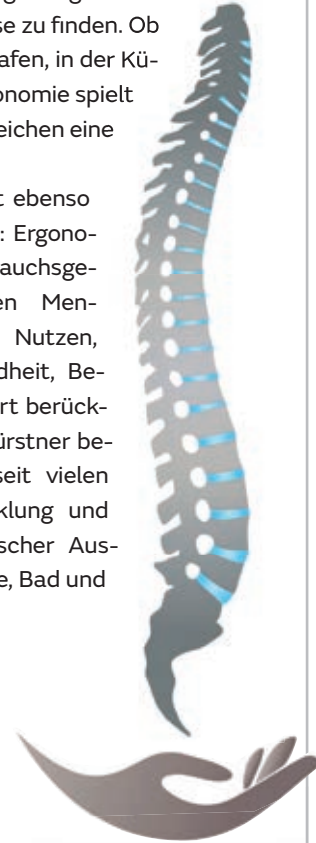 se zu finden. Ob
afen, in der Kü-
onomie spielt
eichen eine
t ebenso
: Ergono-
auchsge-
en Men-
Nutzen,
dheit, Be-
rt berück-
ürstner be-
seit vielen
klung und
scher Aus-
e, Bad und